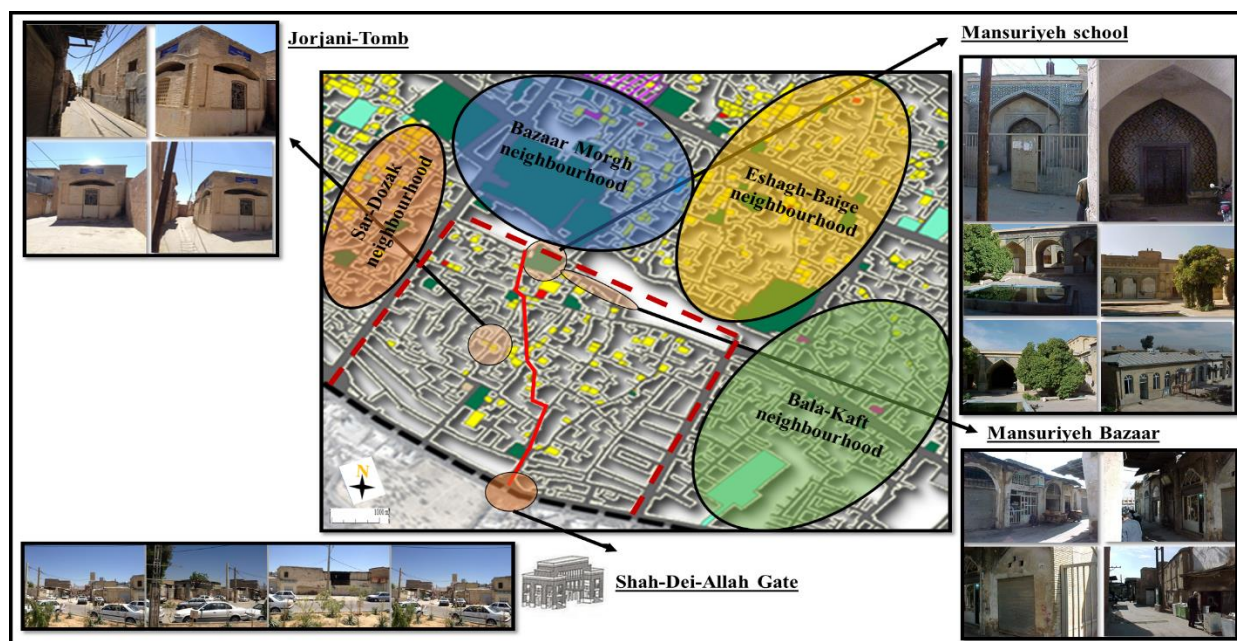 Jorjani-Tomb
Mansuriyeh school
Bazaar Morgh
neighbourhood
Eshagh-Baige
neighbourhood
Sar-Dozak
neighbourhood
Bala-Kaft
neighbourhood
Mansuriyeh Bazaar
N
Shah-Dei-Allah Gate